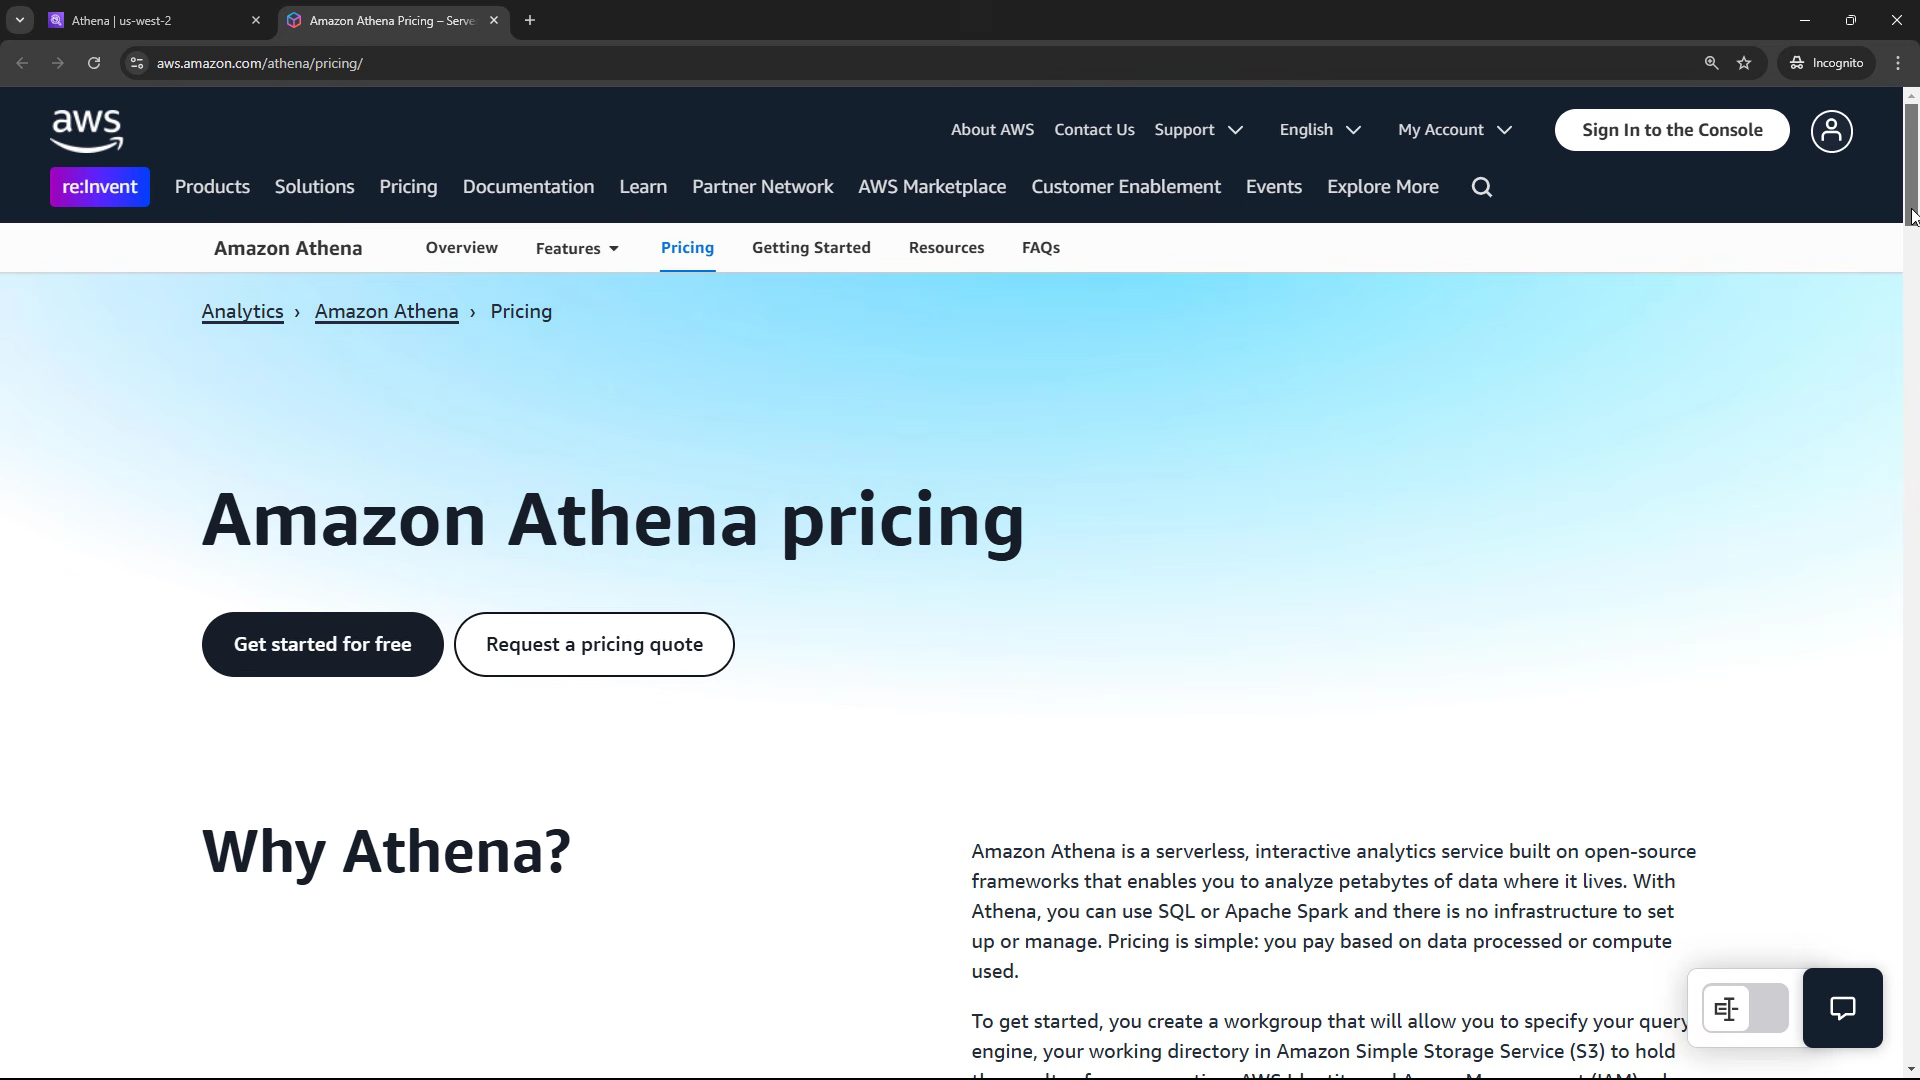 Athena | us-west-2
Amazon Athena Pricing – Serve
aws.amazon.com/athena/pricing/
Incognito
aws
About AWS Contact Us Support English My Account Sign In to the Console
re:Invent Products Solutions Pricing Documentation Learn Partner Network AWS Marketplace Customer Enablement Events Explore More
Amazon Athena Overview Features Pricing Getting Started Resources FAQs
Analytics › Amazon Athena › Pricing
Amazon Athena pricing
Get started for free Request a pricing quote
Why Athena?
Amazon Athena is a serverless, interactive analytics service built on open-source
frameworks that enables you to analyze petabytes of data where it lives. With
Athena, you can use SQL or Apache Spark and there is no infrastructure to set
up or manage. Pricing is simple: you pay based on data processed or compute
used.
To get started, you create a workgroup that will allow you to specify your query
engine, your working directory in Amazon Simple Storage Service (S3) to hold